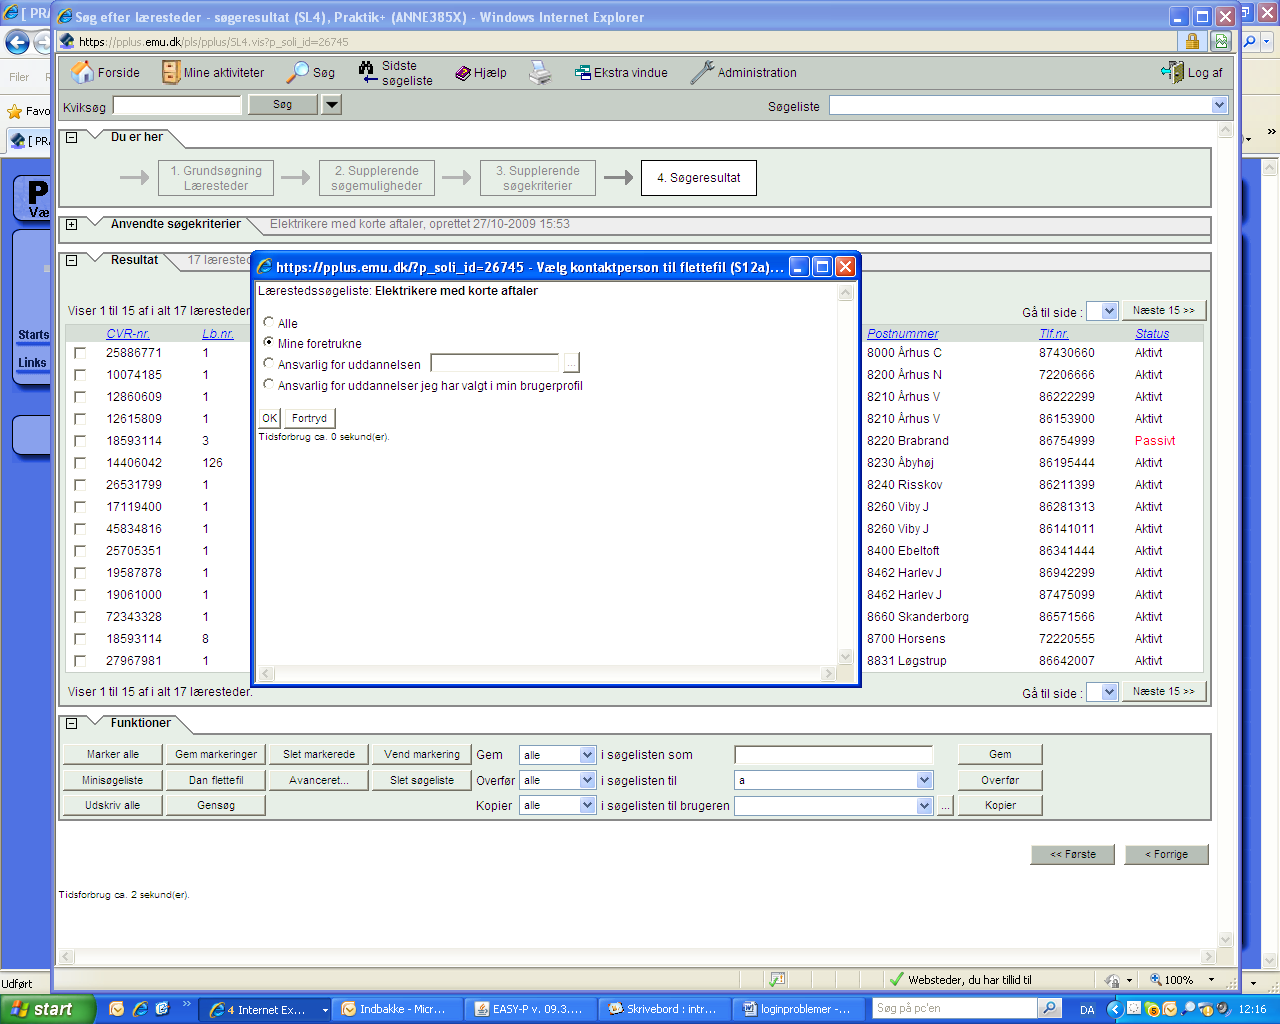 [ PRA
Søg efter læresteder - søgeresultat (SL4), Praktik+ (ANNE385X) - Windows Internet Explorer
https://pplus.emu.dk/pls/pplus/SL4.vis?p_soli_id=26745
Filer
Favo
[ PRA
Forside
Mine aktiviteter
Søg
Sidste søgeliste
Hjælp
Ekstra vindue
Administration
Log af
Kviksøg
Søg
Søgeliste
Du er her
1. Grundsøgning Læresteder
2. Supplerende søgemuligheder
3. Supplerende søgekriterier
4. Søgeresultat
P
Væ
Starts
Links
Anvendte søgekriterier
Elektrikere med korte aftaler, oprettet 27/10-2009 15:53
Resultat
17 læresteder
Viser 1 til 15 af i alt 17 læresteder
Gå til side :
Næste 15 >>
CVR-nr. Lb.nr. Postnummer Tlf.nr. Status
25886771 1 8000 Århus C 87430660 Aktivt
10074185 1 8200 Århus N 72206666 Aktivt
12860609 1 8210 Århus V 86222299 Aktivt
12615809 1 8210 Århus V 86153900 Aktivt
18593114 3 8220 Brabrand 86754999 Passivt
14406042 126 8230 Åbyhøj 86195444 Aktivt
26531799 1 8240 Risskov 86211399 Aktivt
17119400 1 8260 Viby J 86281313 Aktivt
45834816 1 8260 Viby J 86141011 Aktivt
25705351 1 8400 Ebeltoft 86341444 Aktivt
19587878 1 8462 Harlev J 86942299 Aktivt
19061000 1 8462 Harlev J 87475099 Aktivt
72343328 1 8660 Skanderborg 86571566 Aktivt
18593114 8 8700 Horsens 72220555 Aktivt
27967981 1 8831 Løgstrup 86642007 Aktivt
https://pplus.emu.dk/?p_soli_id=26745 - Vælg kontaktperson til flettefil (S12a)...
Lærestedssøgeliste: Elektrikere med korte aftaler
Alle
Mine foretrukne
Ansvarlig for uddannelsen
...
Ansvarlig for uddannelser jeg har valgt i min brugerprofil
OK
Fortryd
Tidsforbrug ca. 0 sekund(er).
Viser 1 til 15 af i alt 17 læresteder.
Gå til side :
Næste 15 >>
Funktioner
Marker alle
Gem markeringer
Slet markerede
Vend markering
Gem alle i søgelisten som
Gem
Minisøgeliste
Dan flettefil
Avanceret...
Slet søgeliste
Overfør alle i søgelisten til a
Overfør
Udskriv alle
Gensøg
Kopier alle i søgelisten til brugeren
...
Kopier
<< Første
< Forrige
Tidsforbrug ca. 2 sekund(er).
Udført
Websteder, du har tillid til
100%
start
4 Internet Ex...
Indbakke - Micr...
EASY-P v. 09.3....
Skrivebord : intr...
loginproblemer -...
Søg på pc'en
DA
12:16